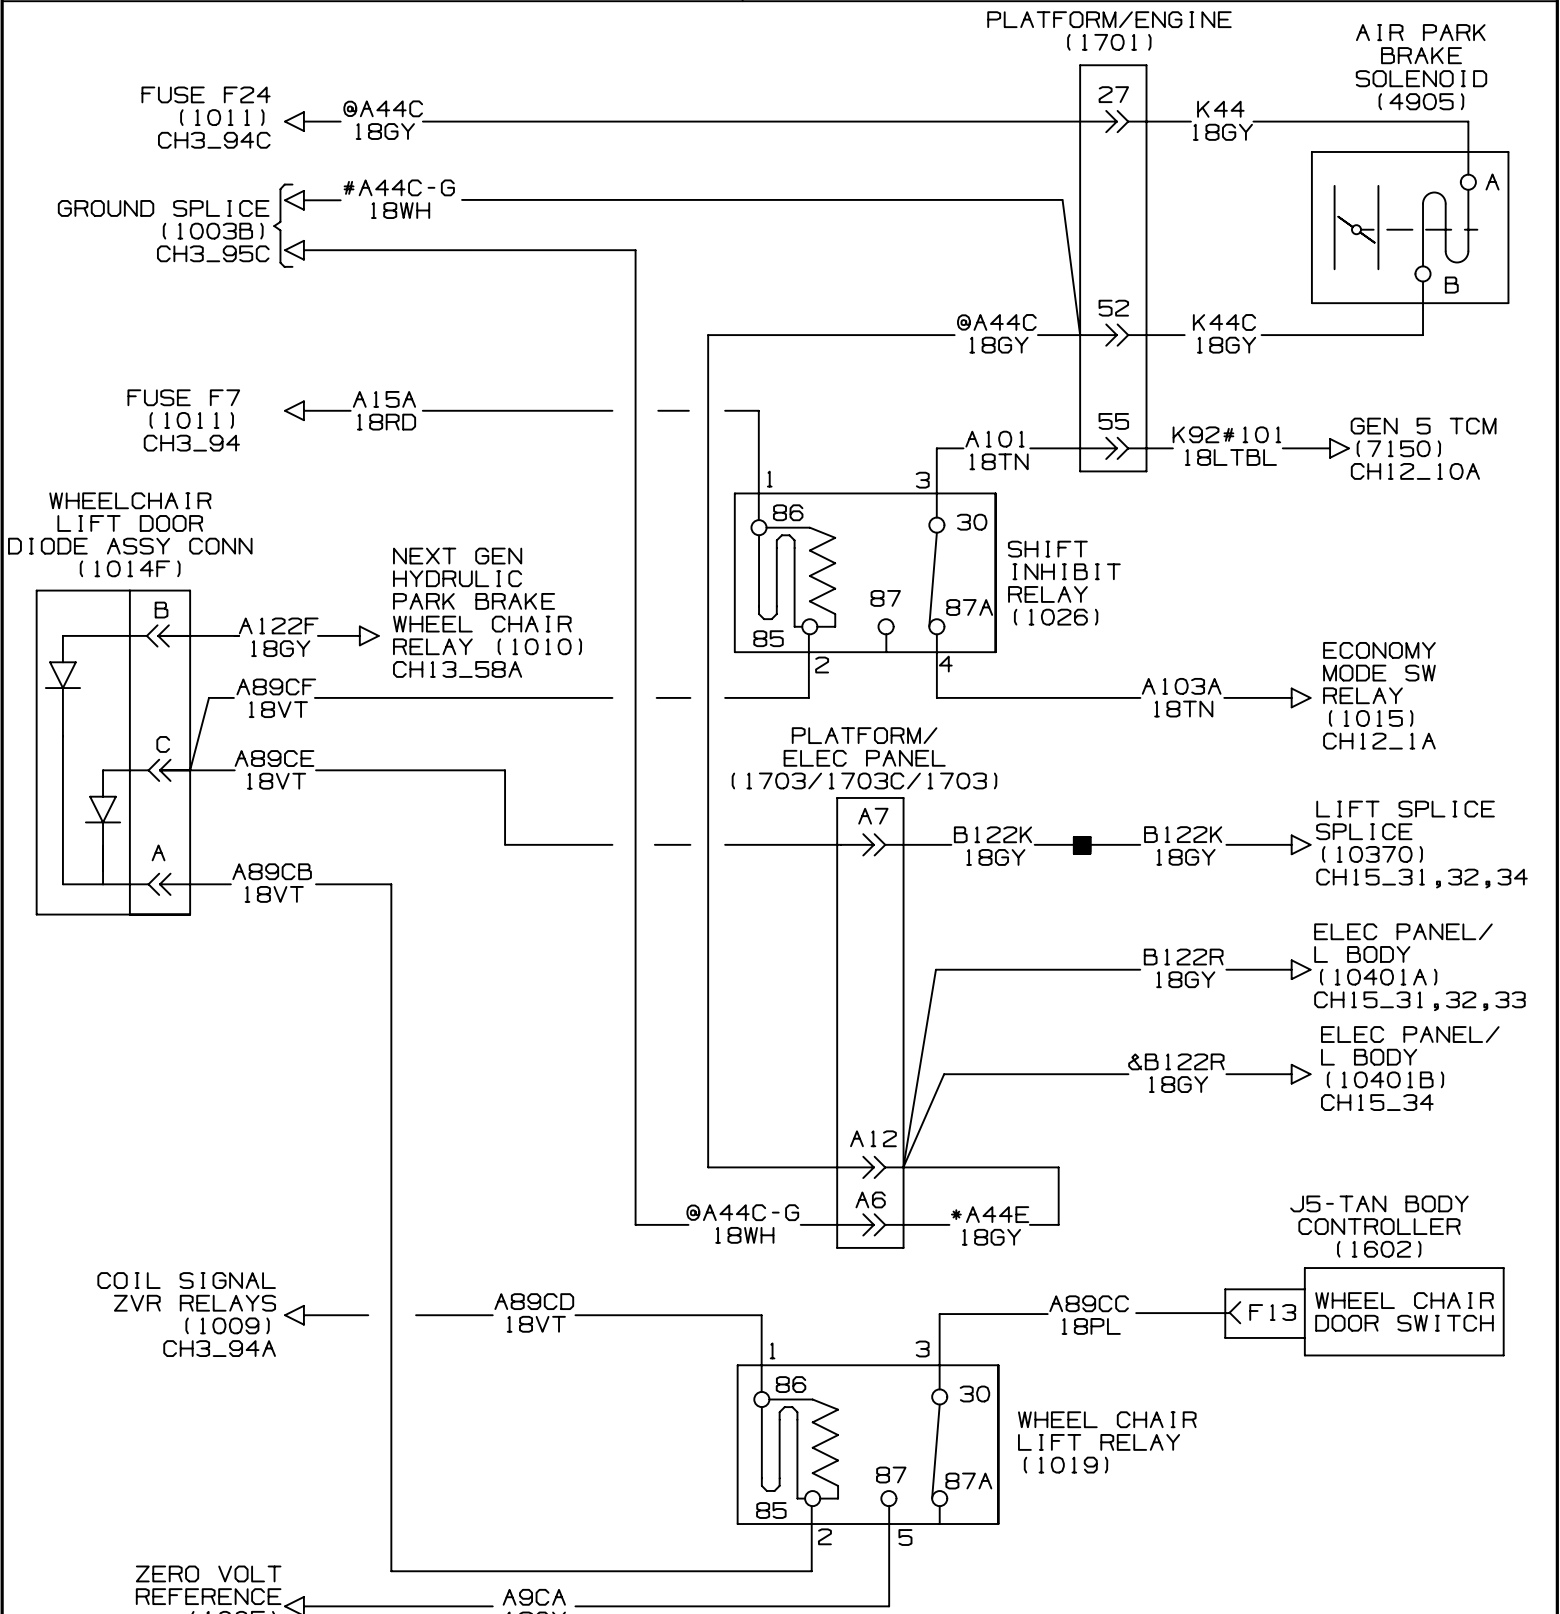 PLATFORM/ENGINE
(1701)
AIR PARK
BRAKE
SOLENOID
(4905)
FUSE F24
(1011)
CH3_94C
@A44C
18GY
27
K44
18GY
A
B
GROUND SPLICE
(1003B)
CH3_95C
#A44C-G
18WH
@A44C
18GY
52
K44C
18GY
FUSE F7
(1011)
CH3_94
A15A
18RD
A101
18TN
55
K92#101
18LTBL
GEN 5 TCM
(7150)
CH12_10A
1
3
86
30
87
87A
85
2
4
SHIFT
INHIBIT
RELAY
(1026)
WHEELCHAIR
LIFT DOOR
DIODE ASSY CONN
(1014F)
B
A122F
18GY
NEXT GEN
HYDRULIC
PARK BRAKE
WHEEL CHAIR
RELAY (1010)
CH13_58A
A89CF
18VT
A103A
18TN
ECONOMY
MODE SW
RELAY
(1015)
CH12_1A
C
A89CE
18VT
PLATFORM/
ELEC PANEL
(1703/1703C/1703)
A7
B122K
18GY
B122K
18GY
LIFT SPLICE
SPLICE
(10370)
CH15_31,32,34
A
A89CB
18VT
B122R
18GY
ELEC PANEL/
L BODY
(10401A)
CH15_31,32,33
&B122R
18GY
ELEC PANEL/
L BODY
(10401B)
CH15_34
A12
@A44C-G
18WH
A6
*A44E
18GY
J5-TAN BODY
CONTROLLER
(1602)
F13
WHEEL CHAIR
DOOR SWITCH
COIL SIGNAL
ZVR RELAYS
(1009)
CH3_94A
A89CD
18VT
A89CC
18PL
1
3
86
30
87
87A
85
2
5
WHEEL CHAIR
LIFT RELAY
(1019)
ZERO VOLT
REFERENCE
A9CA